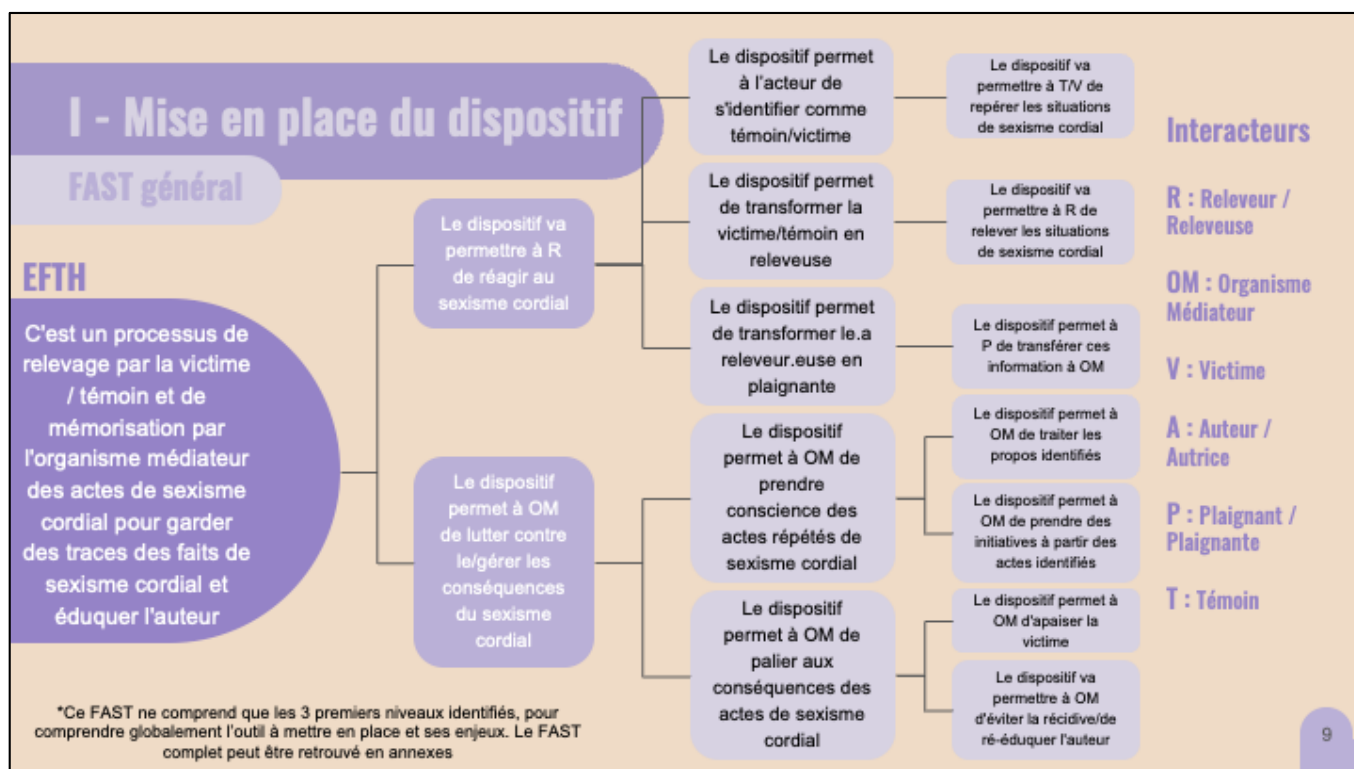 I - Mise en place du dispositif
FAST général
EFTH
C'est un processus de
relevage par la victime
/ témoin et de
mémorisation par
l'organisme médiateur
des actes de sexisme
cordial pour garder
des traces des faits de
sexisme cordial et
éduquer l'auteur
Le dispositif va
permettre à R
de réagir au
sexisme cordial
Le dispositif
permet à OM
de lutter contre
le/gérer les
conséquences
du sexisme
cordial
Le dispositif permet
à l'acteur de
s'identifier comme
témoin/victime
Le dispositif permet
de transformer la
victime/témoin en
releveuse
Le dispositif permet
de transformer le.a
releveur.euse en
plaignante
Le dispositif
permet à OM de
prendre
conscience des
actes répétés de
sexisme cordial
Le dispositif
permet à OM de
palier aux
conséquences des
actes de sexisme
cordial
Le dispositif va
permettre à T/V de
repérer les situations
de sexisme cordial
Le dispositif va
permettre à R de
relever les situations
de sexisme cordial
Le dispositif permet à
P de transférer ces
information à OM
Le dispositif permet à
OM de traiter les
propos identifiés
Le dispositif permet à
OM de prendre des
initiatives à partir des
actes identifiés
Le dispositif permet à
OM d'apaiser la
victime
Le dispositif va
permettre à OM
d'éviter la récidive/de
ré-éduquer l'auteur
Interacteurs
R : Releveur /
Releveuse
OM : Organisme
Médiateur
V : Victime
A : Auteur /
Autrice
P : Plaignant /
Plaignante
T : Témoin
*Ce FAST ne comprend que les 3 premiers niveaux identifiés, pour
comprendre globalement l'outil à mettre en place et ses enjeux. Le FAST
complet peut être retrouvé en annexes
9